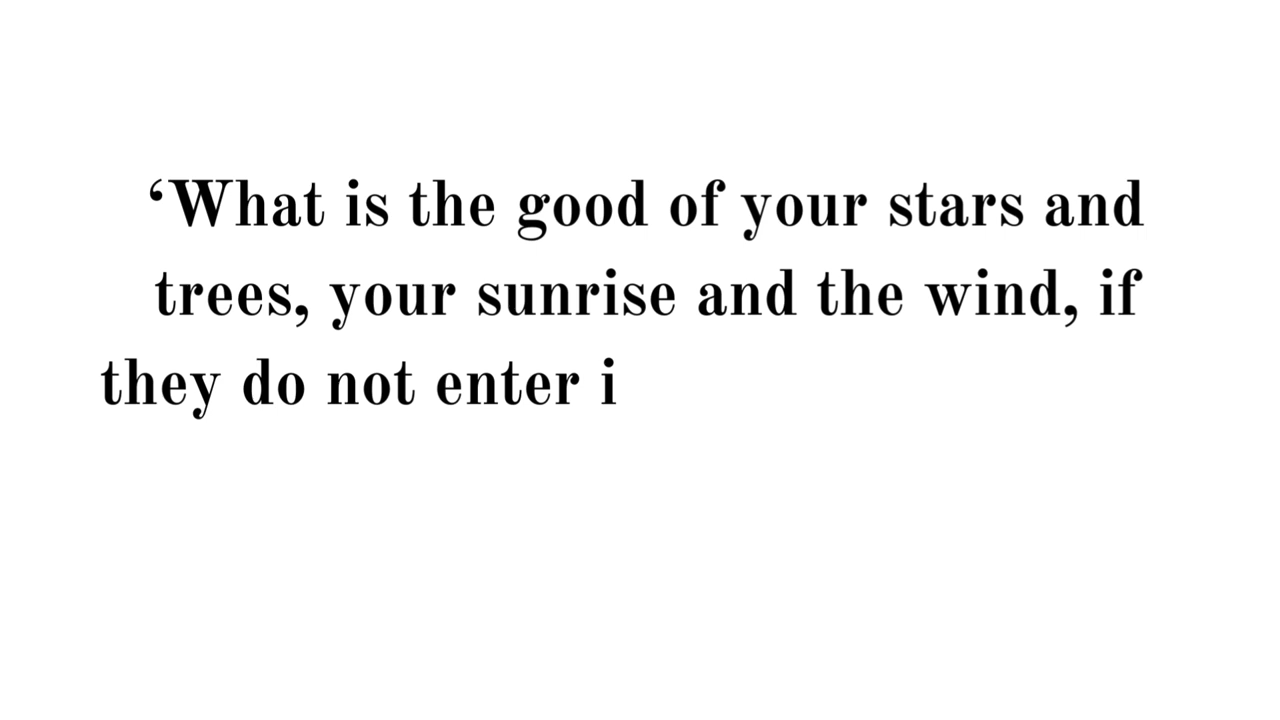 ‘What is the good of your stars and
trees, your sunrise and the wind, if
they do not enter i